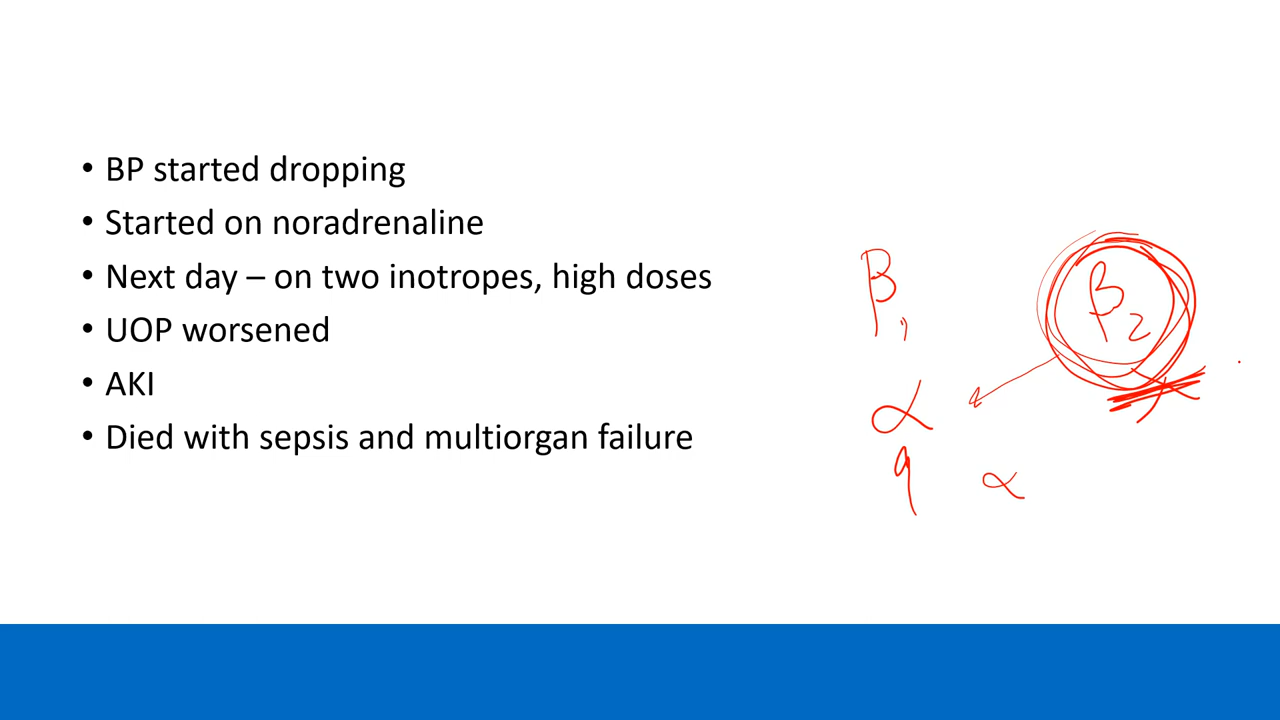 • BP started dropping
• Started on noradrenaline
• Next day – on two inotropes, high doses
• UOP worsened
• AKI
• Died with sepsis and multiorgan failure
β1
β2
α
α